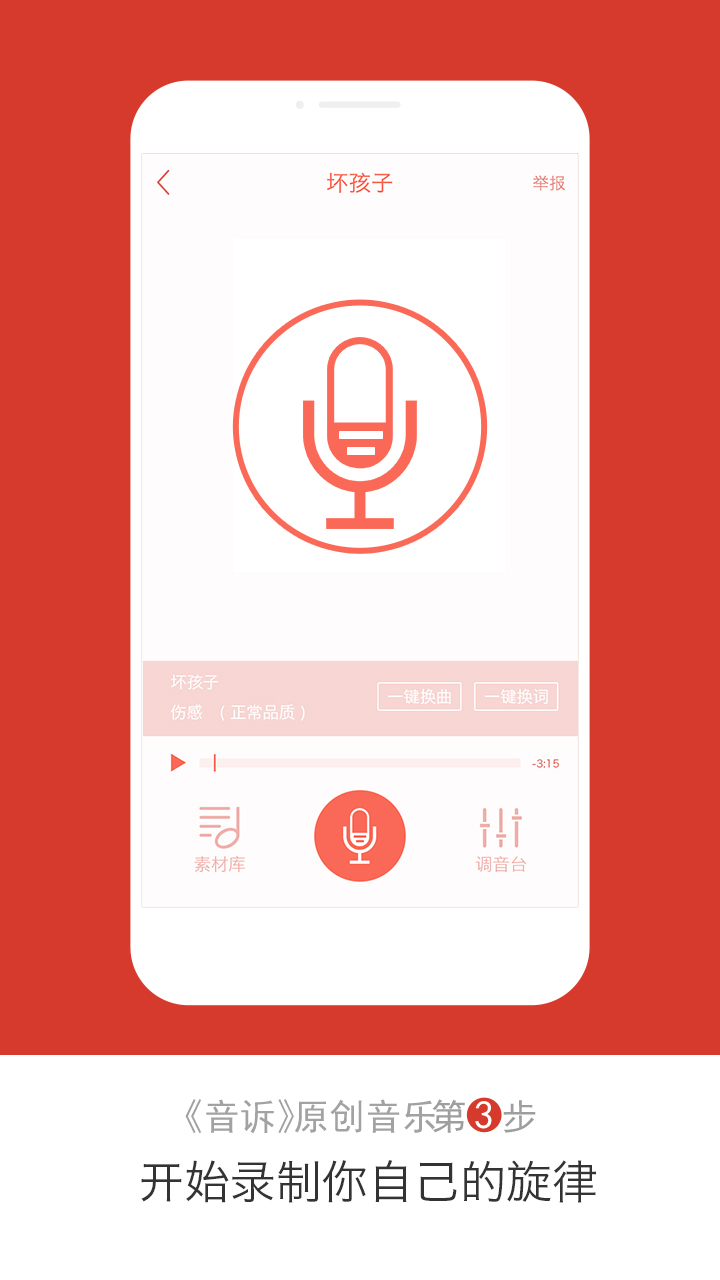 坏孩子 举报
坏孩子
伤感 (正常品质) 一键换曲 一键换词
-3:15
素材库 调音台
《音诉》原创音乐第3步
开始录制你自己的旋律